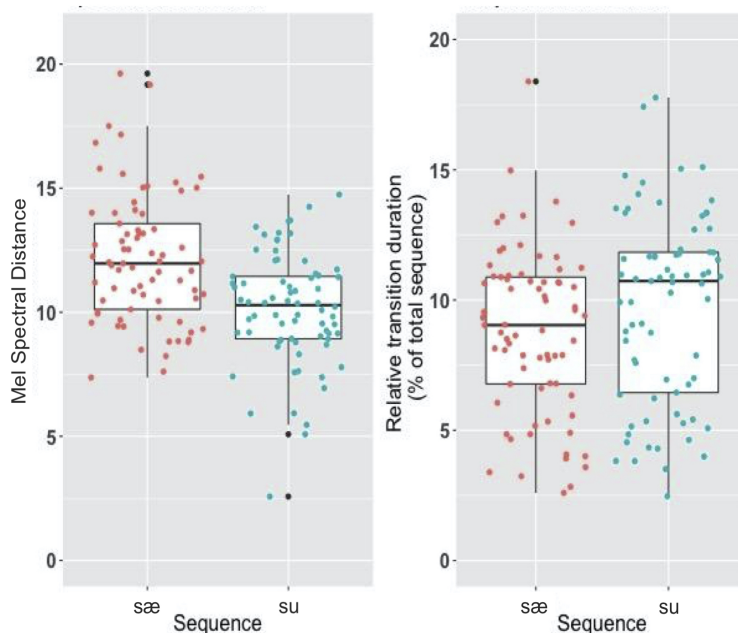 20
15
10
5
0
Mel Spectral Distance
sæ
su
Sequence
20
15
10
5
0
Relative transition duration
(% of total sequence)
sæ
su
Sequence